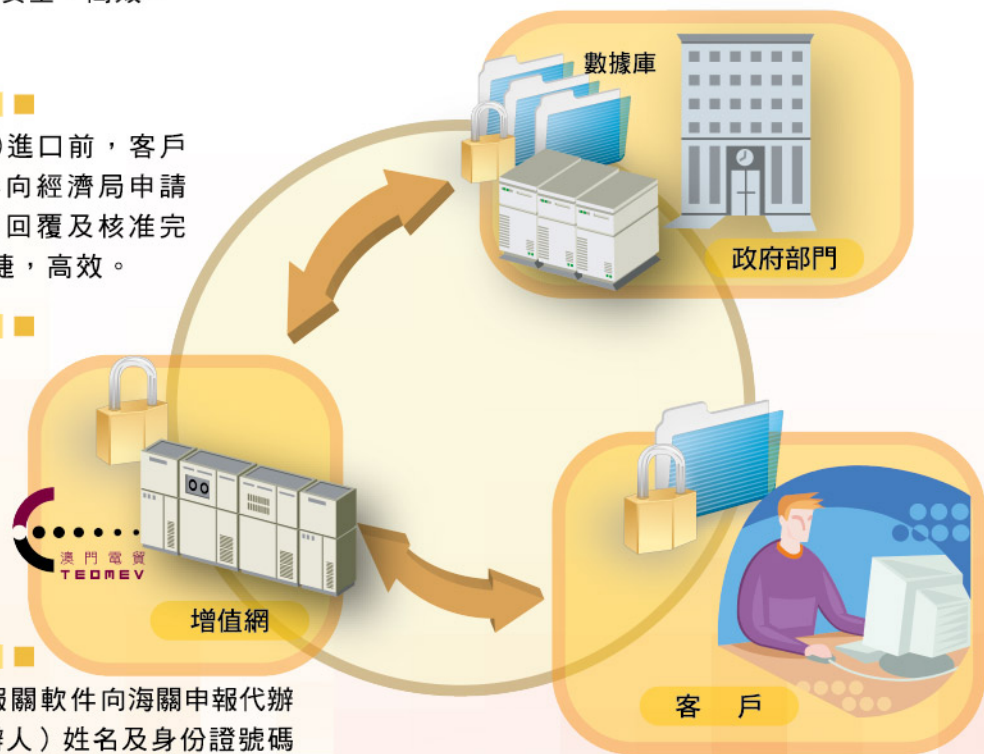 高效
數據庫
進口前，客戶
向經濟局申請
回覆及核准完
捷，高效。
政府部門
澳門電貿
TEDMEV
增值網
報關軟件向海關申報代辦
辦人）姓名及身份證號碼
客戶